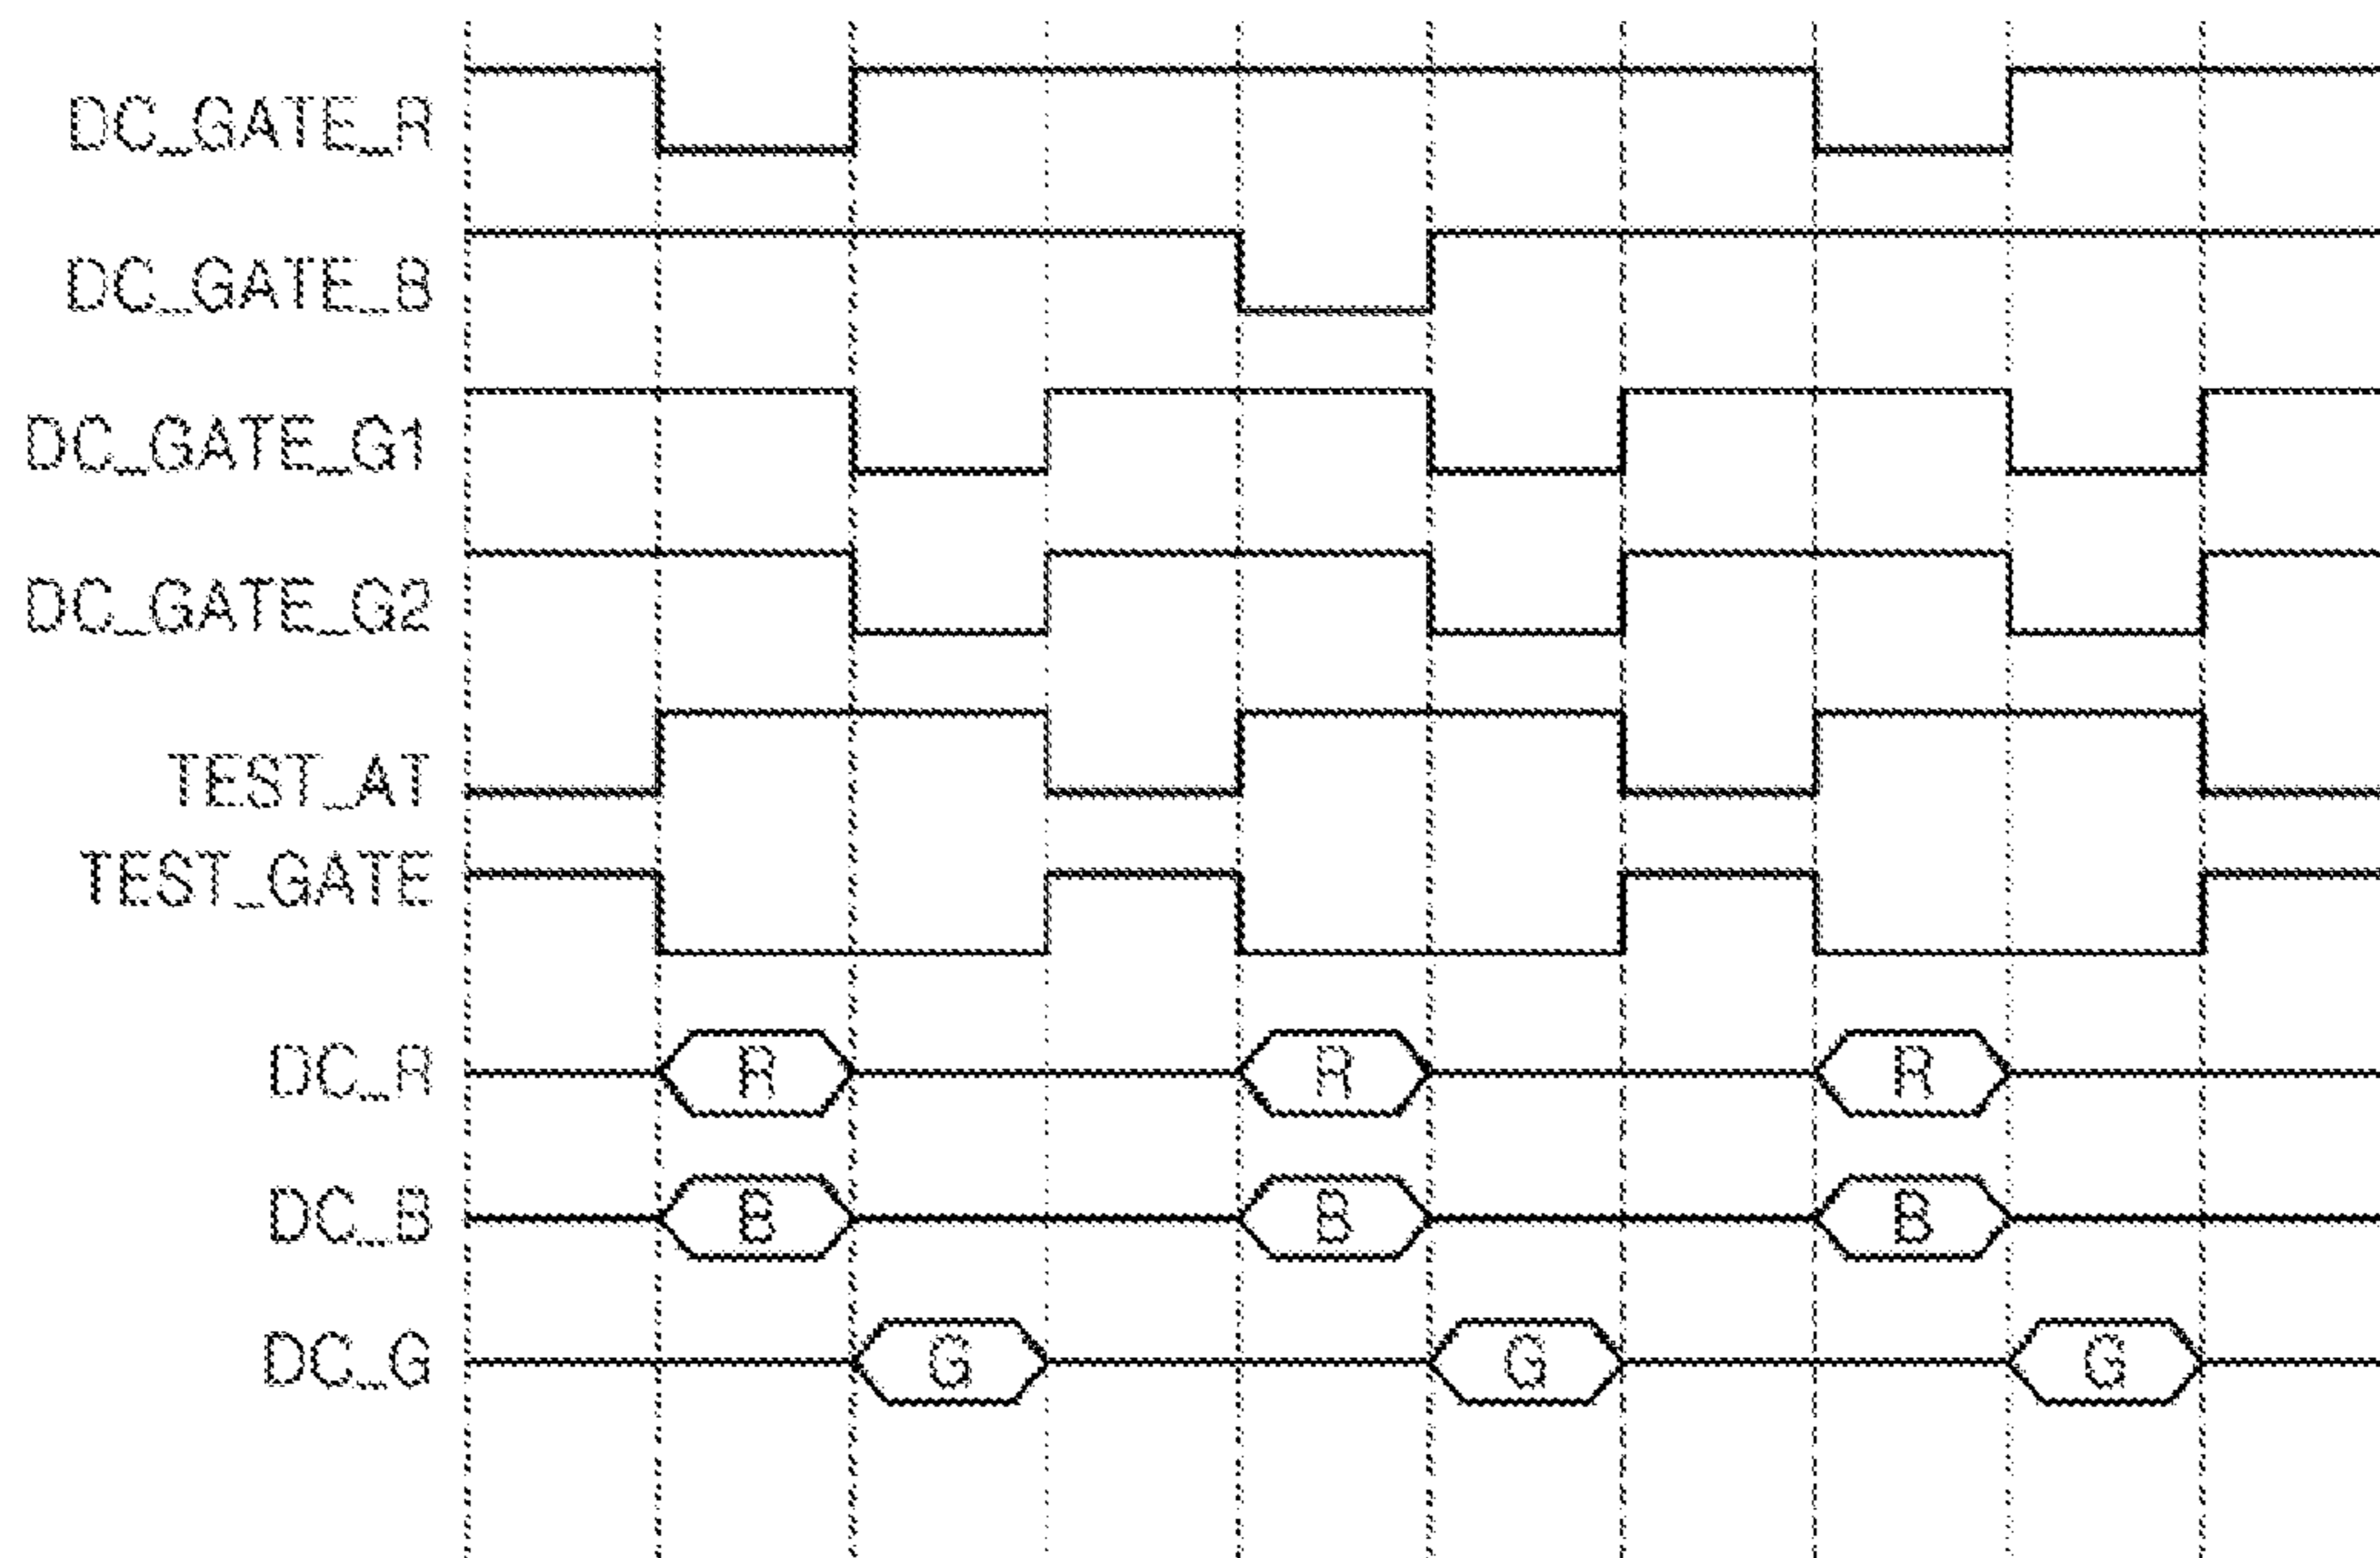 DC_GATE_R
DC_GATE_B
DC_GATE_G1
DC_GATE_G2
TEST_AT
TEST_GATE
DC_R R R R
DC_B B B B
DC_G G G G